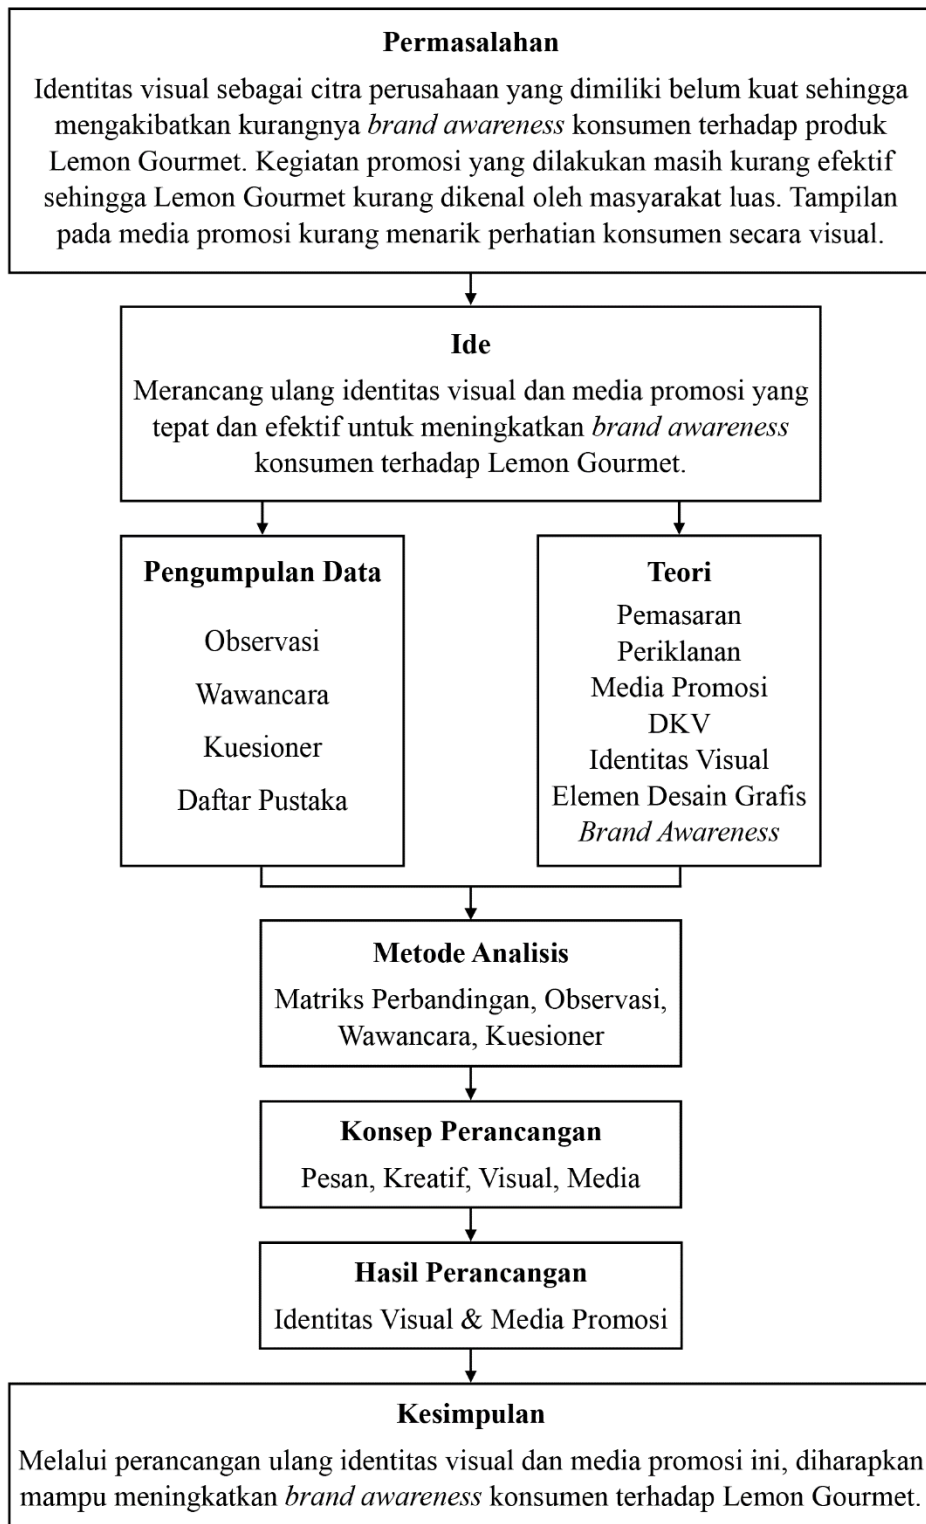 Permasalahan
Identitas visual sebagai citra perusahaan yang dimiliki belum kuat sehingga
mengakibatkan kurangnya brand awareness konsumen terhadap produk
Lemon Gourmet. Kegiatan promosi yang dilakukan masih kurang efektif
sehingga Lemon Gourmet kurang dikenal oleh masyarakat luas. Tampilan
pada media promosi kurang menarik perhatian konsumen secara visual.
Ide
Merancang ulang identitas visual dan media promosi yang
tepat dan efektif untuk meningkatkan brand awareness
konsumen terhadap Lemon Gourmet.
Pengumpulan Data
Observasi
Wawancara
Kuesioner
Daftar Pustaka
Teori
Pemasaran
Periklanan
Media Promosi
DKV
Identitas Visual
Elemen Desain Grafis
Brand Awareness
Metode Analisis
Matriks Perbandingan, Observasi,
Wawancara, Kuesioner
Konsep Perancangan
Pesan, Kreatif, Visual, Media
Hasil Perancangan
Identitas Visual & Media Promosi
Kesimpulan
Melalui perancangan ulang identitas visual dan media promosi ini, diharapkan
mampu meningkatkan brand awareness konsumen terhadap Lemon Gourmet.